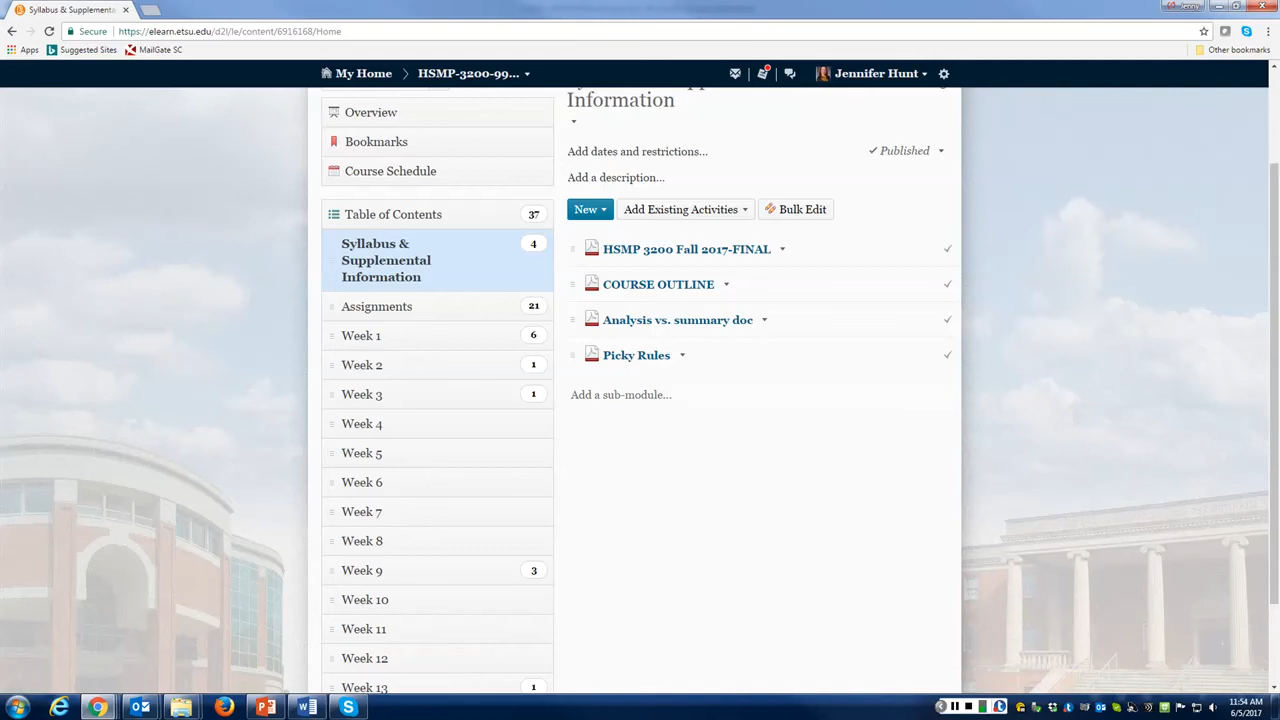 Syllabus & Supplementa
Jenny
Secure https://elearn.etsu.edu/d2l/le/content/6916168/Home
Apps Suggested Sites MailGate SC Other bookmarks
My Home HSMP-3200-99... Jennifer Hunt
Information
Overview
Bookmarks
Course Schedule
Add dates and restrictions...
Published
Add a description...
New Add Existing Activities Bulk Edit
Table of Contents 37
Syllabus & 4
Supplemental
Information
Assignments 21
Week 1 6
Week 2 1
Week 3 1
Week 4
Week 5
Week 6
Week 7
Week 8
Week 9 3
Week 10
Week 11
Week 12
Week 13 1
HSMP 3200 Fall 2017-FINAL
COURSE OUTLINE
Analysis vs. summary doc
Picky Rules
Add a sub-module...
11:54 AM
6/5/2017